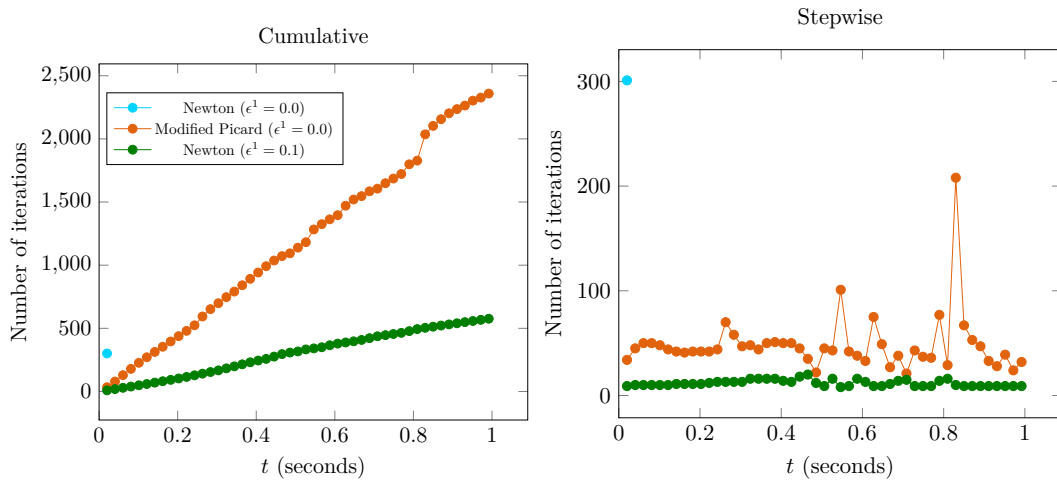 Cumulative
Number of iterations
2,500
2,000
1,500
1,000
500
0
Newton (ϵ¹ = 0.0)
Modified Picard (ϵ¹ = 0.0)
Newton (ϵ¹ = 0.1)
0 0.2 0.4 0.6 0.8 1
t (seconds)
Stepwise
Number of iterations
300
200
100
0
0 0.2 0.4 0.6 0.8 1
t (seconds)